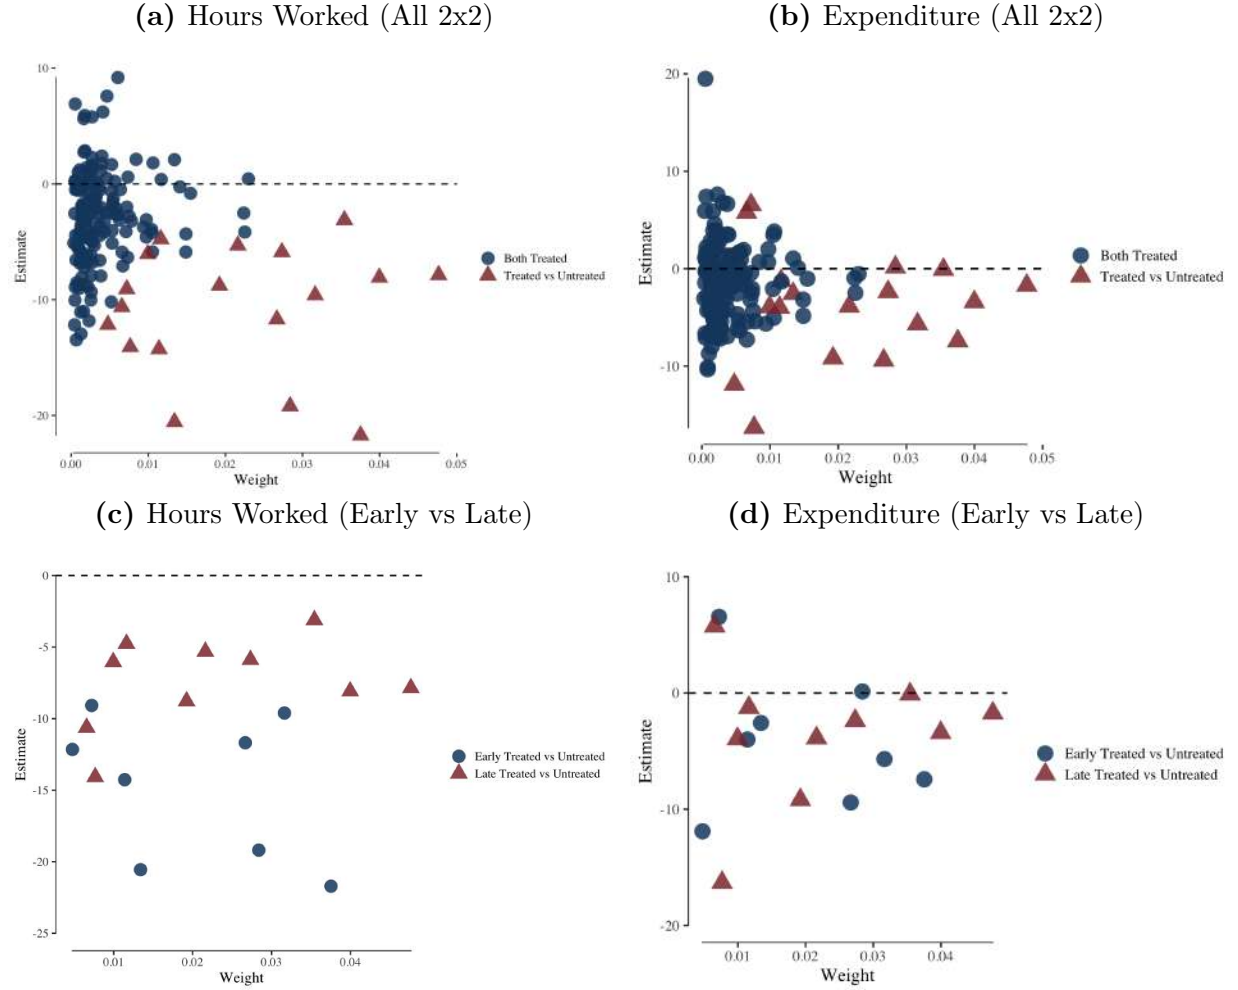 (a) Hours Worked (All 2x2)
10
0
-10
-20
Estimate
0.00 0.01 0.02 0.03 0.04 0.05
Weight
Both Treated
Treated vs Untreated
(b) Expenditure (All 2x2)
20
10
0
-10
Estimate
0.00 0.01 0.02 0.03 0.04 0.05
Weight
Both Treated
Treated vs Untreated
(c) Hours Worked (Early vs Late)
0
-5
-10
-15
-20
-25
Estimate
0.01 0.02 0.03 0.04
Weight
Early Treated vs Untreated
Late Treated vs Untreated
(d) Expenditure (Early vs Late)
10
0
-10
-20
Estimate
0.01 0.02 0.03 0.04
Weight
Early Treated vs Untreated
Late Treated vs Untreated